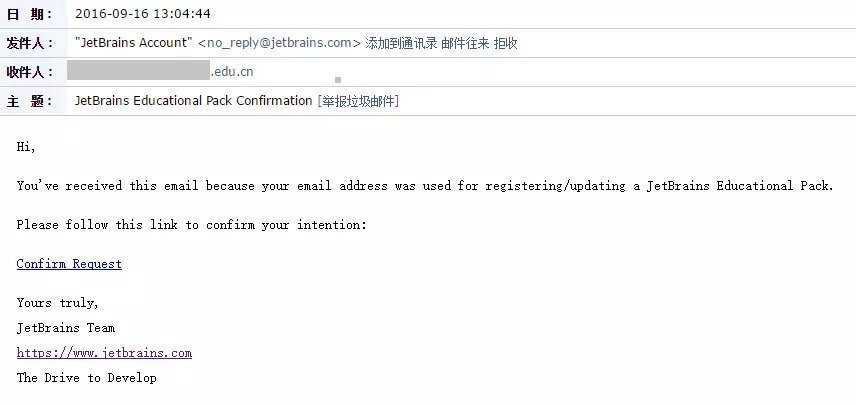 日 期： 2016-09-16 13:04:44
发件人： "JetBrains Account" <no_reply@jetbrains.com> 添加到通讯录 邮件往来 拒收
收件人： .edu.cn
主 题： JetBrains Educational Pack Confirmation [举报垃圾邮件]
Hi,
You've received this email because your email address was used for registering/updating a JetBrains Educational Pack.
Please follow this link to confirm your intention:
Confirm Request
Yours truly,
JetBrains Team
https://www.jetbrains.com
The Drive to Develop